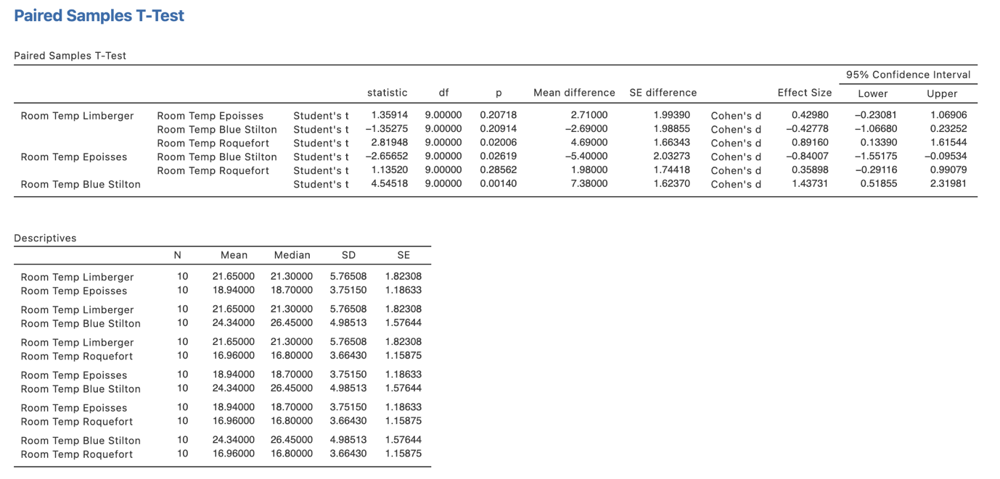 Paired Samples T-Test
Paired Samples T-Test
95% Confidence Interval
statistic df p Mean difference SE difference Effect Size Lower Upper
Room Temp Limberger Room Temp Epoisses Student's t 1.35914 9.00000 0.20718 2.71000 1.99390 Cohen's d 0.42980 −0.23081 1.06906
Room Temp Blue Stilton Student's t −1.35275 9.00000 0.20914 −2.69000 1.98855 Cohen's d −0.42778 −1.06680 0.23252
Room Temp Roquefort Student's t 2.81948 9.00000 0.02006 4.69000 1.66343 Cohen's d 0.89160 0.13390 1.61544
Room Temp Epoisses Room Temp Blue Stilton Student's t −2.65652 9.00000 0.02619 −5.40000 2.03273 Cohen's d −0.84007 −1.55175 −0.09534
Room Temp Roquefort Student's t 1.13520 9.00000 0.28562 1.98000 1.74418 Cohen's d 0.35898 −0.29116 0.99079
Room Temp Blue Stilton Student's t 4.54518 9.00000 0.00140 7.38000 1.62370 Cohen's d 1.43731 0.51855 2.31981
Descriptives
N Mean Median SD SE
Room Temp Limberger 10 21.65000 21.30000 5.76508 1.82308
Room Temp Epoisses 10 18.94000 18.70000 3.75150 1.18633
Room Temp Limberger 10 21.65000 21.30000 5.76508 1.82308
Room Temp Blue Stilton 10 24.34000 26.45000 4.98513 1.57644
Room Temp Limberger 10 21.65000 21.30000 5.76508 1.82308
Room Temp Roquefort 10 16.96000 16.80000 3.66430 1.15875
Room Temp Epoisses 10 18.94000 18.70000 3.75150 1.18633
Room Temp Blue Stilton 10 24.34000 26.45000 4.98513 1.57644
Room Temp Epoisses 10 18.94000 18.70000 3.75150 1.18633
Room Temp Roquefort 10 16.96000 16.80000 3.66430 1.15875
Room Temp Blue Stilton 10 24.34000 26.45000 4.98513 1.57644
Room Temp Roquefort 10 16.96000 16.80000 3.66430 1.15875